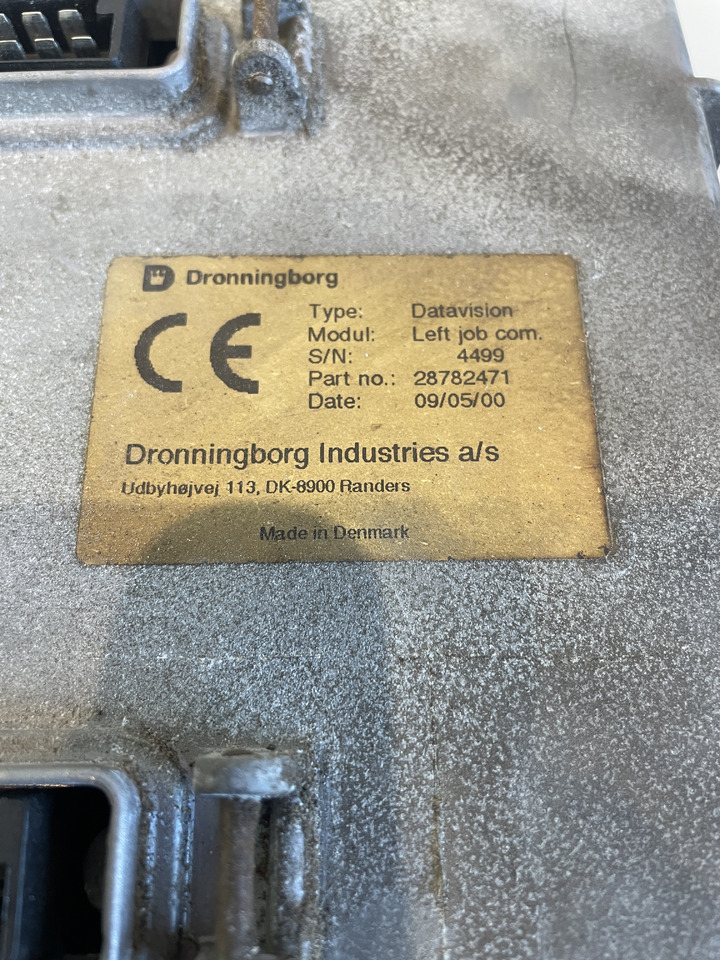 Dronningborg
CE
Type: Datavision
Modul: Left job com.
S/N: 4499
Part no.: 28782471
Date: 09/05/00
Dronningborg Industries a/s
Udbyhøjvej 113, DK-8900 Randers
Made in Denmark